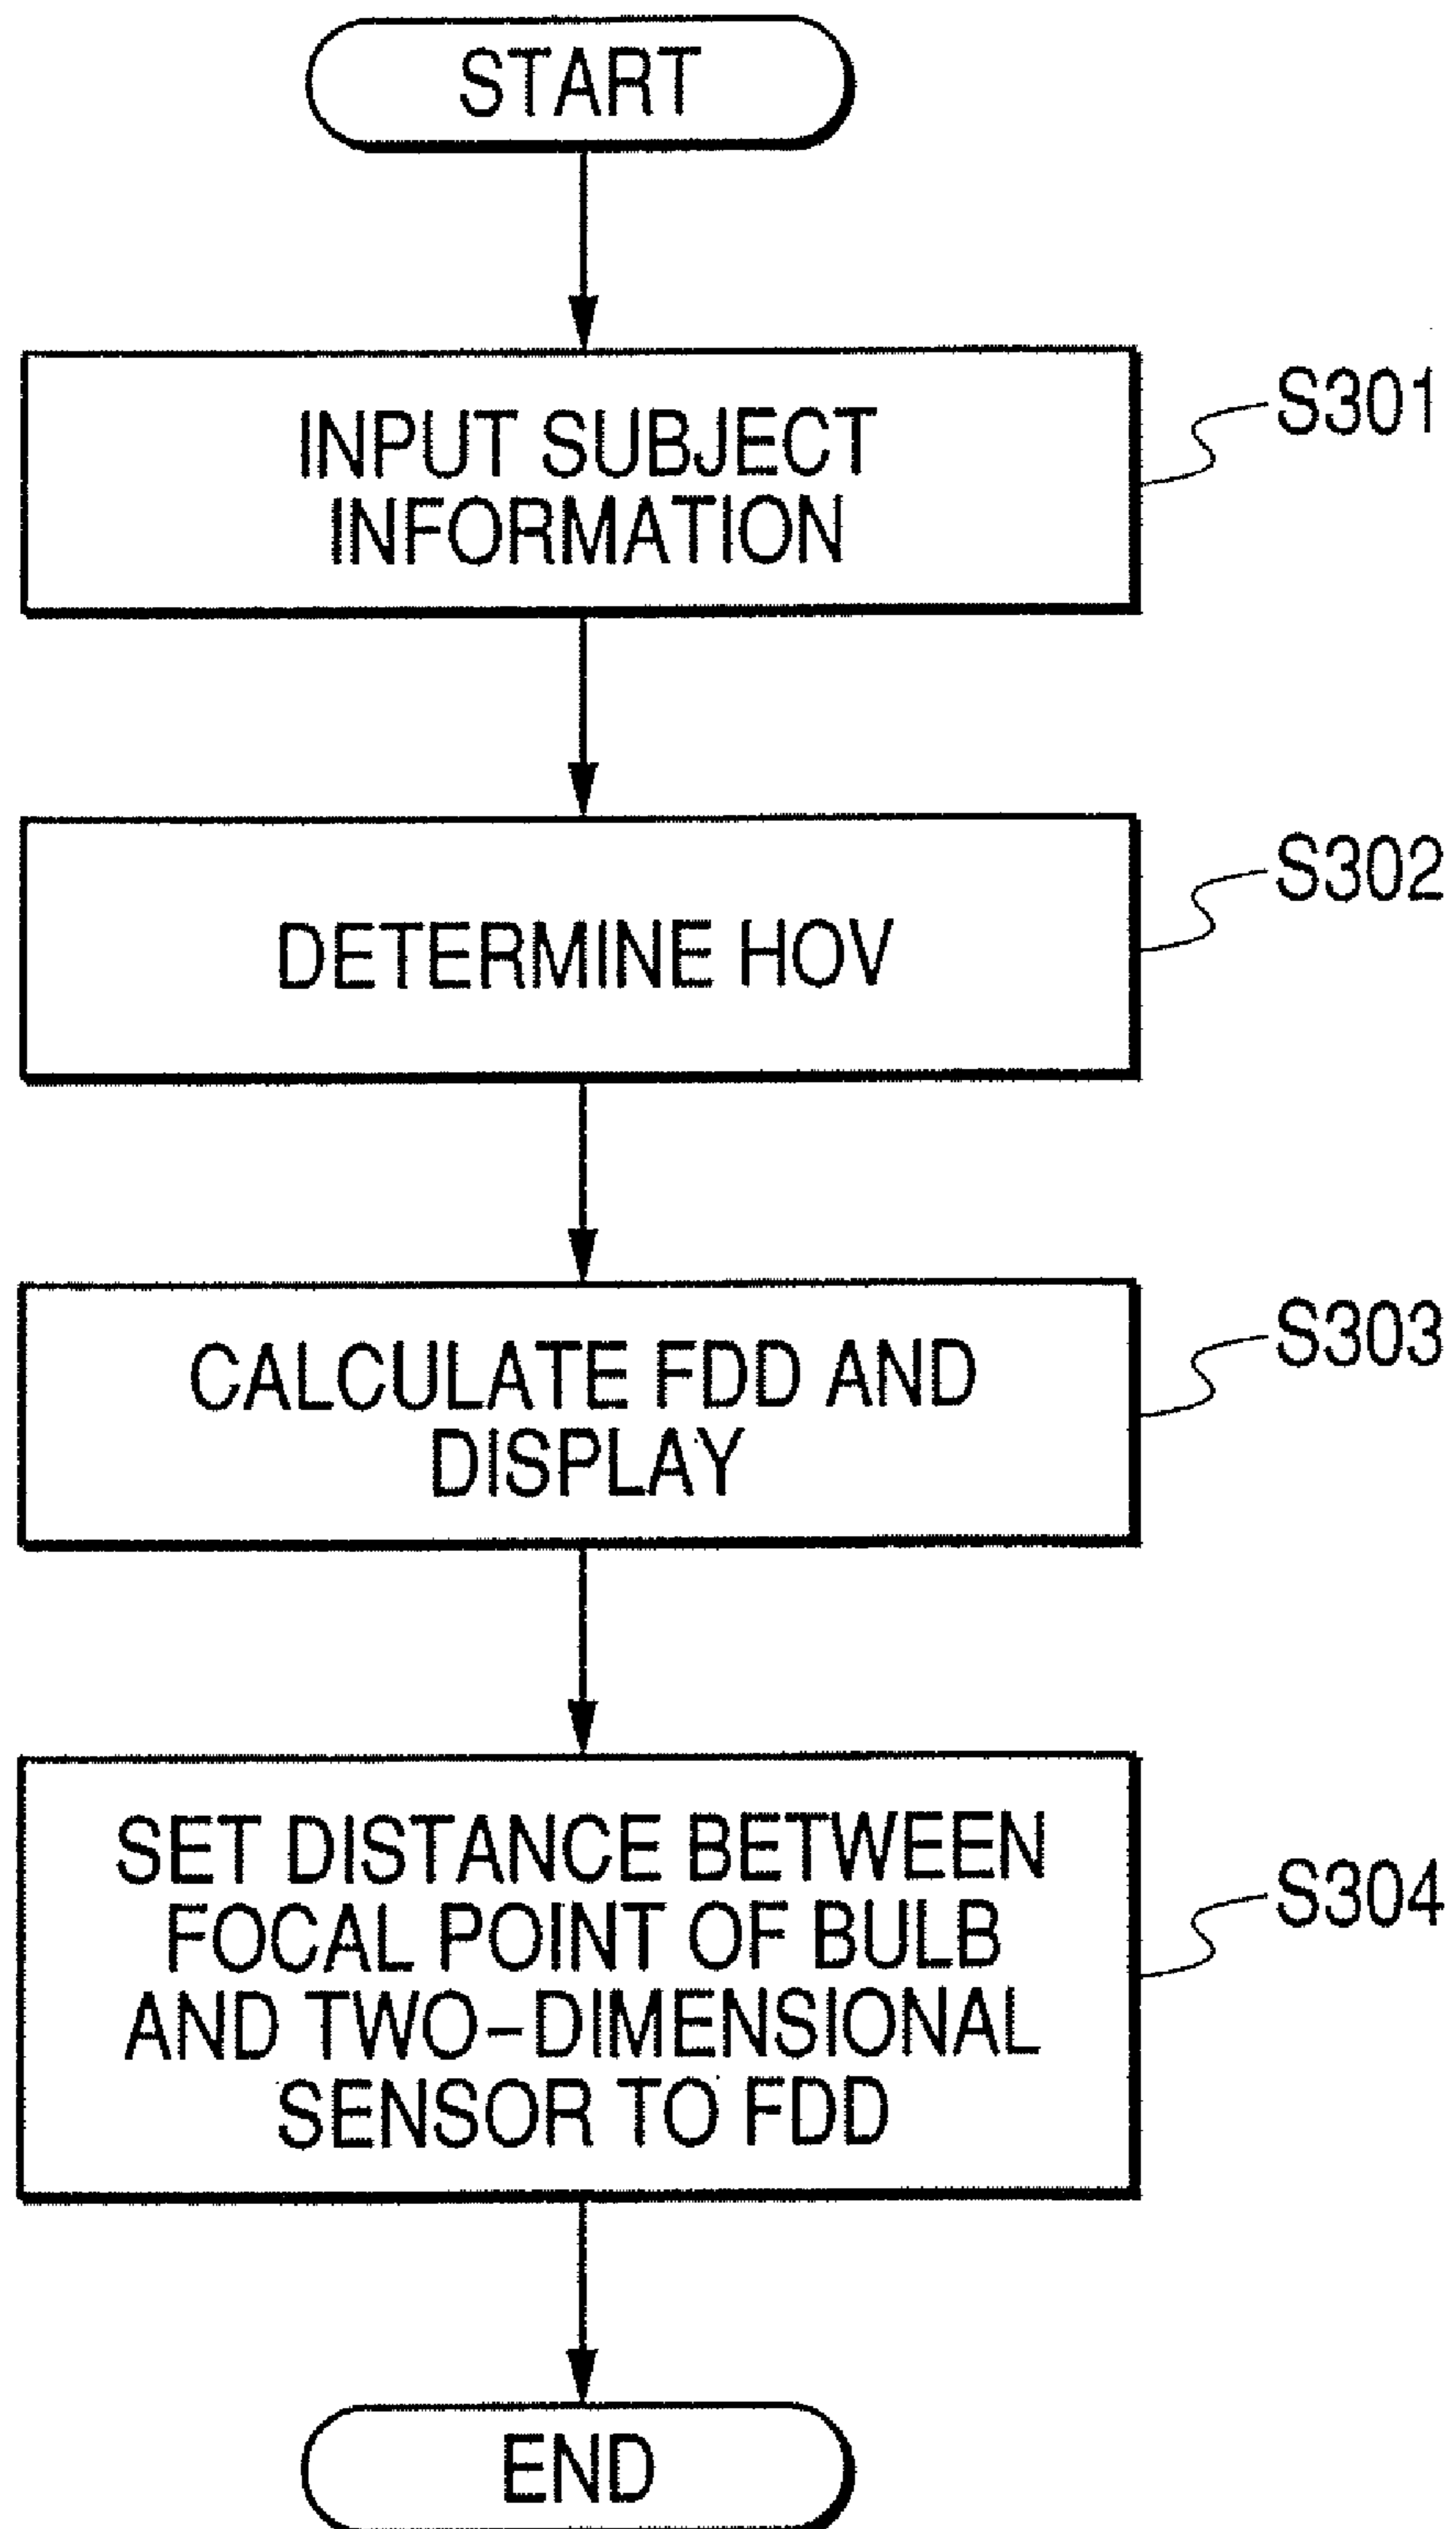 START
INPUT SUBJECT
INFORMATION
S301
DETERMINE HOV
S302
CALCULATE FDD AND
DISPLAY
S303
SET DISTANCE BETWEEN
FOCAL POINT OF BULB
AND TWO-DIMENSIONAL
SENSOR TO FDD
S304
END